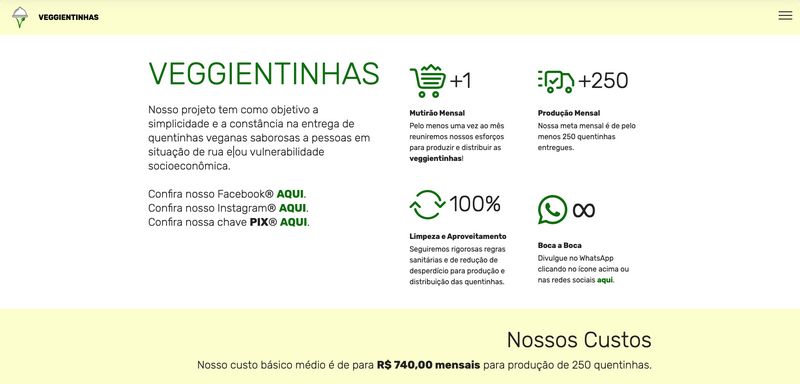 VEGGIENTINHAS
VEGGIENTINHAS
Nosso projeto tem como objetivo a
simplicidade e a constância na entrega de
quentinhas veganas saborosas a pessoas em
situação de rua e|ou vulnerabilidade
socioeconômica.
Confira nosso Facebook® AQUI.
Confira nosso Instagram® AQUI.
Confira nossa chave PIX® AQUI.
+1
Mutirão Mensal
Pelo menos uma vez ao mês
reuniremos nossos esforços
para produzir e distribuir as
veggientinhas!
+250
Produção Mensal
Nossa meta mensal é de pelo
menos 250 quentinhas
entregues.
100%
Limpeza e Aproveitamento
Seguiremos rigorosas regras
sanitárias e de redução de
desperdício para produção e
distribuição das quentinhas.
∞
Boca a Boca
Divulgue no WhatsApp
clicando no ícone acima ou
nas redes sociais aqui.
Nossos Custos
Nosso custo básico médio é de para R$ 740,00 mensais para produção de 250 quentinhas.